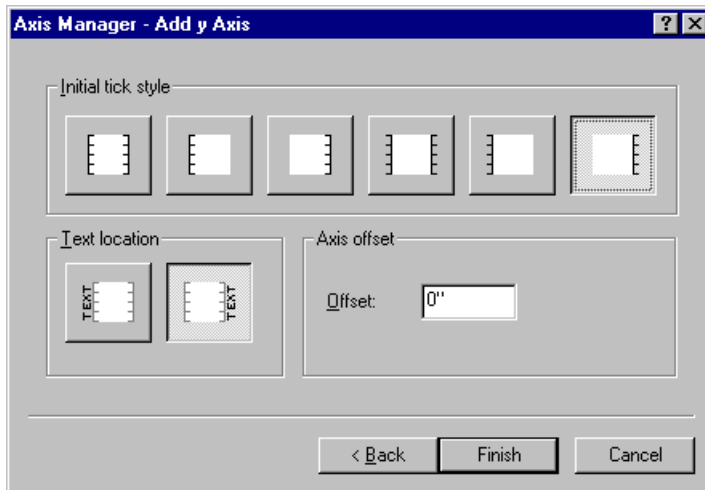 Axis Manager - Add y Axis
Initial tick style
Text location
Axis offset
TEXT
TEXT
Offset:
0"
< Back
Finish
Cancel